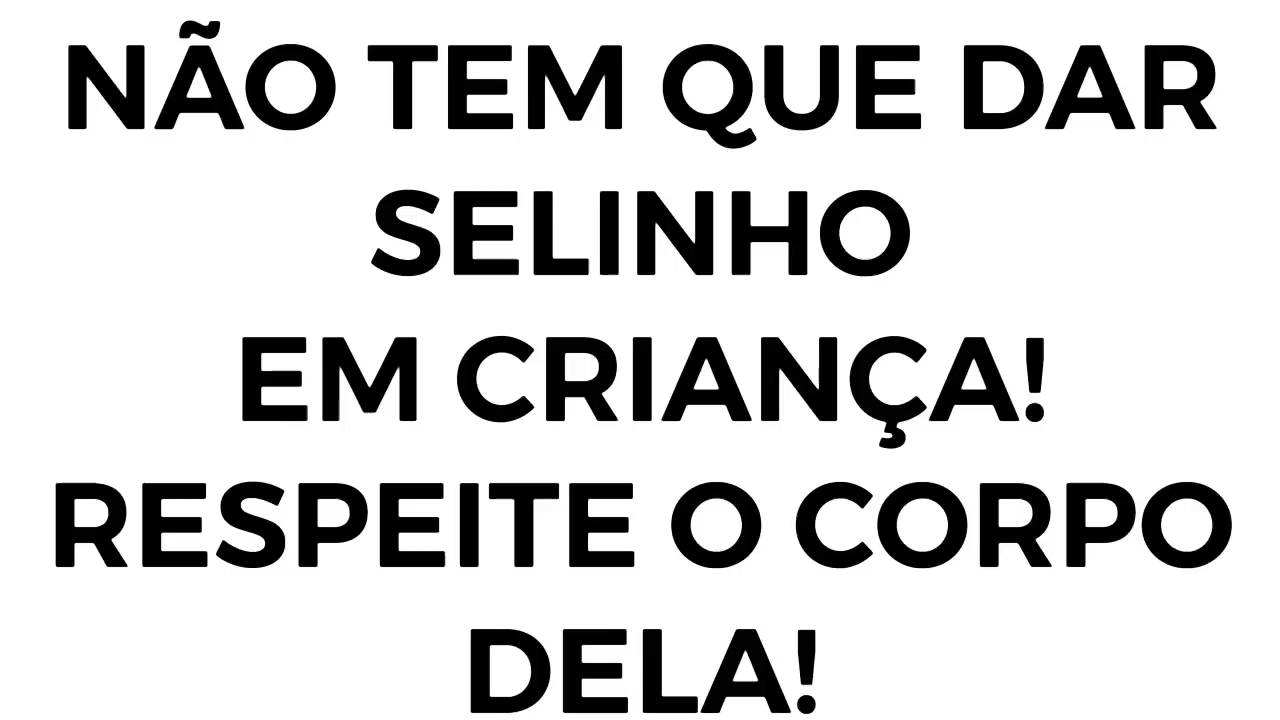 NÃO TEM QUE DAR
SELINHO
EM CRIANÇA!
RESPEITE O CORPO
DELA!